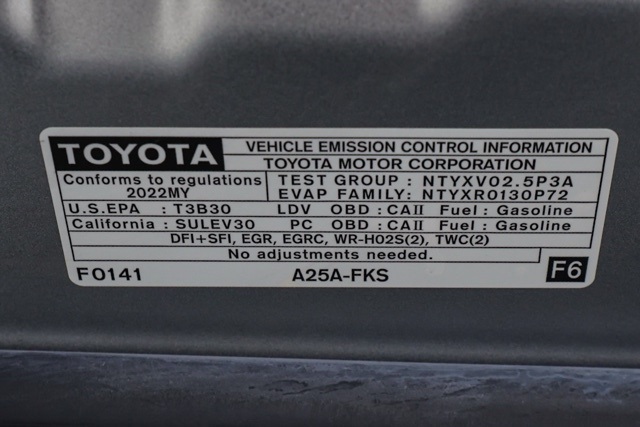 TOYOTA VEHICLE EMISSION CONTROL INFORMATION
TOYOTA MOTOR CORPORATION
Conforms to regulations TEST GROUP : NTYXV02.5P3A
2022MY EVAP FAMILY: NTYXR0130P72
U.S.EPA : T3B30 LDV OBD : CAII Fuel : Gasoline
California : SULEV30 PC OBD : CAII Fuel : Gasoline
DFI+SFI, EGR, EGRC, WR-HO2S(2), TWC(2)
No adjustments needed.
F0141 A25A-FKS F6